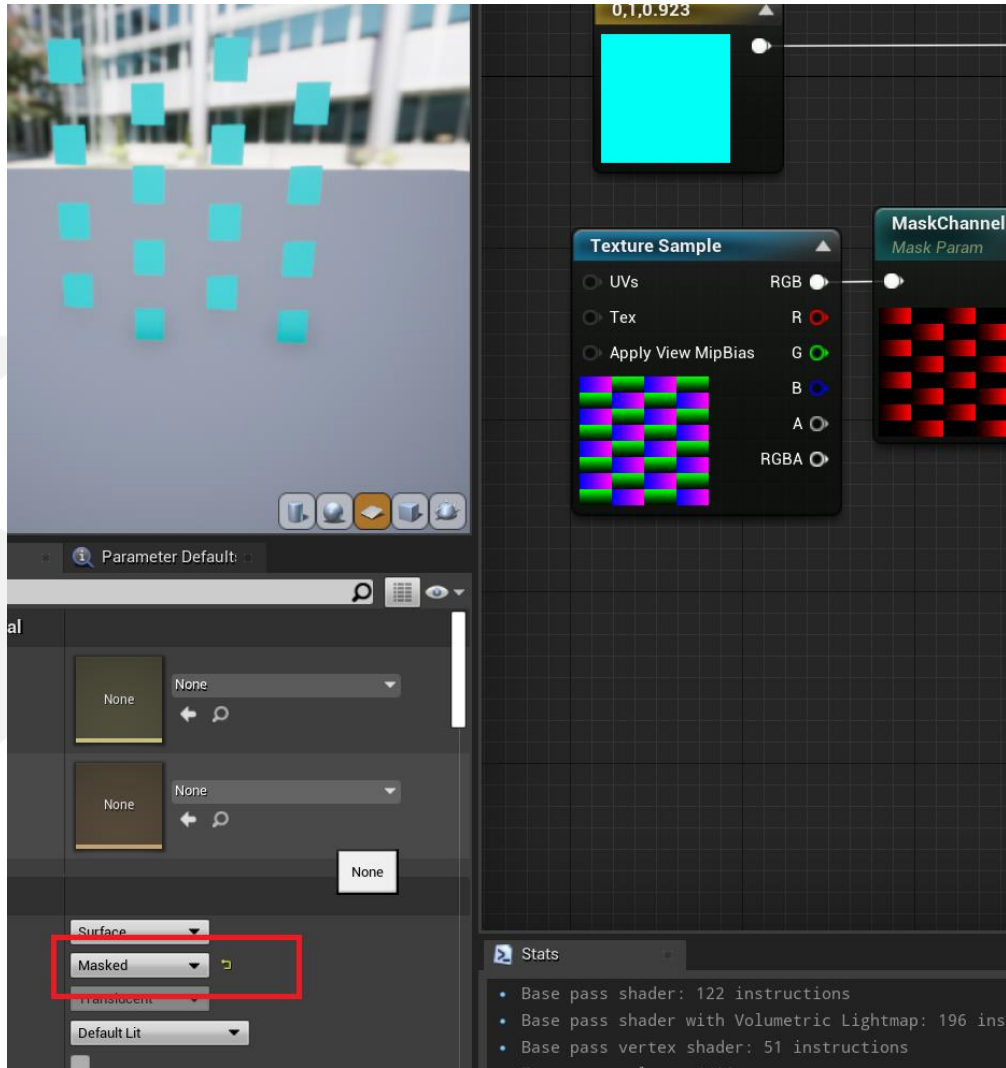 0,1,0.923
Texture Sample
UVs
RGB
Tex
R
Apply View MipBias
G
B
A
RGBA
MaskChannel
Mask Param
Parameter Default
al
None
None
None
None
None
Surface
Masked
Translucent
Default Lit
Stats
Base pass shader: 122 instructions
Base pass shader with Volumetric Lightmap: 196 ins
Base pass vertex shader: 51 instructions